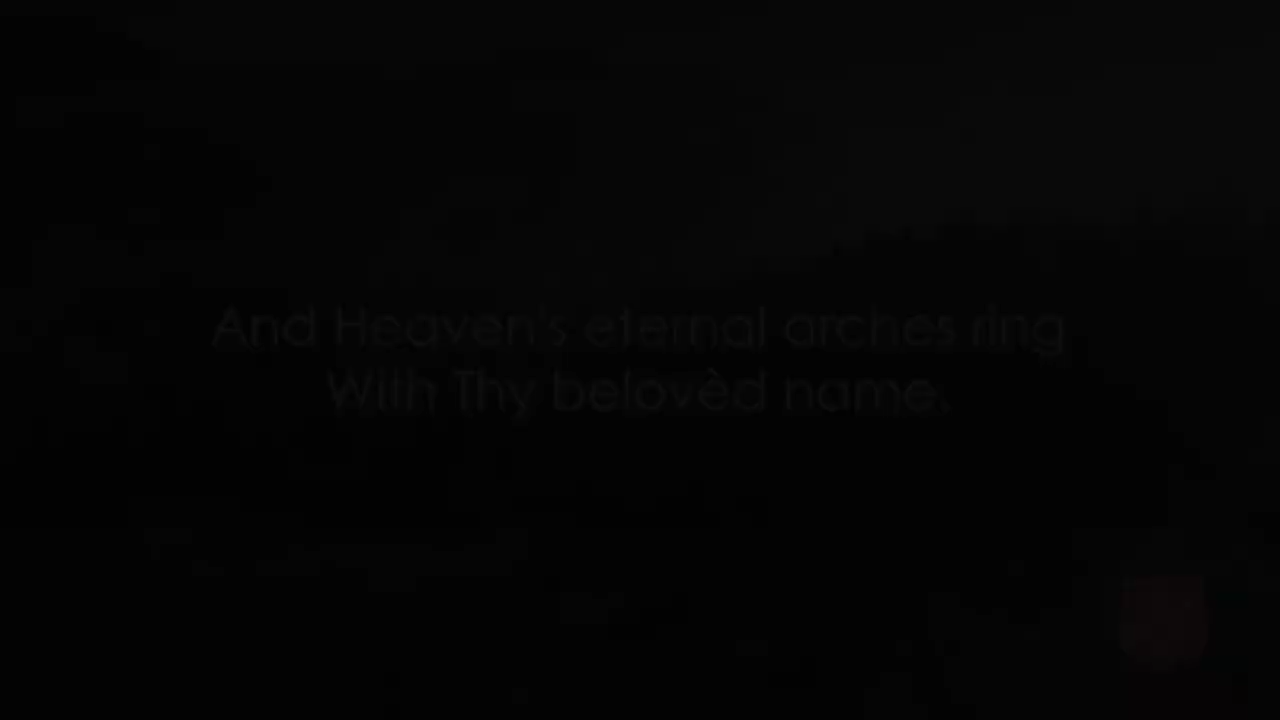 And Heaven's eternal arches ring
With Thy belovèd name.